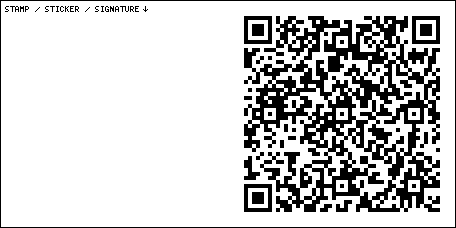 STAMP / STICKER / SIGNATURE ↓